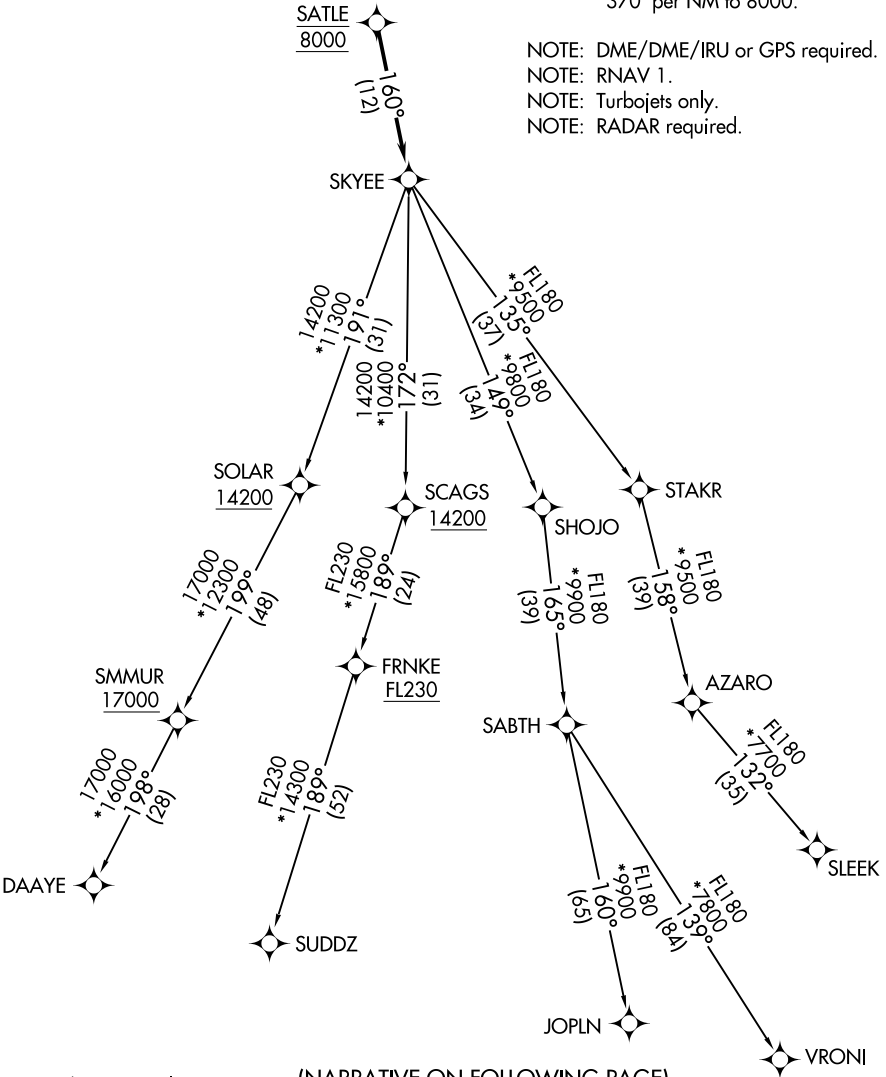 370' per NM to 8000.
SATLE
8000
NOTE: DME/DME/IRU or GPS required.
NOTE: RNAV 1.
NOTE: Turbojets only.
NOTE: RADAR required.
160°
(12)
SKYEE
14200
*11300
191°
(31)
14200
*10400
172°
(31)
FL180
*9800
149°
(34)
FL180
*9500
135°
(37)
SOLAR
14200
SCAGS
14200
SHOJO
STAKR
17000
*12300
199°
(48)
FL230
*15800
189°
(24)
FL180
*9900
165°
(39)
FL180
*9500
158°
(39)
SMMUR
17000
FRNKE
FL230
SABTH
AZARO
17000
*16000
198°
(28)
FL230
*14300
189°
(52)
FL180
*7700
132°
(35)
DAAYE
SUDDZ
SLEEK
FL180
*9900
160°
(65)
FL180
*7800
139°
(84)
JOPLN
VRONI
(NARRATIVE ON FOLLOWING PAGE)